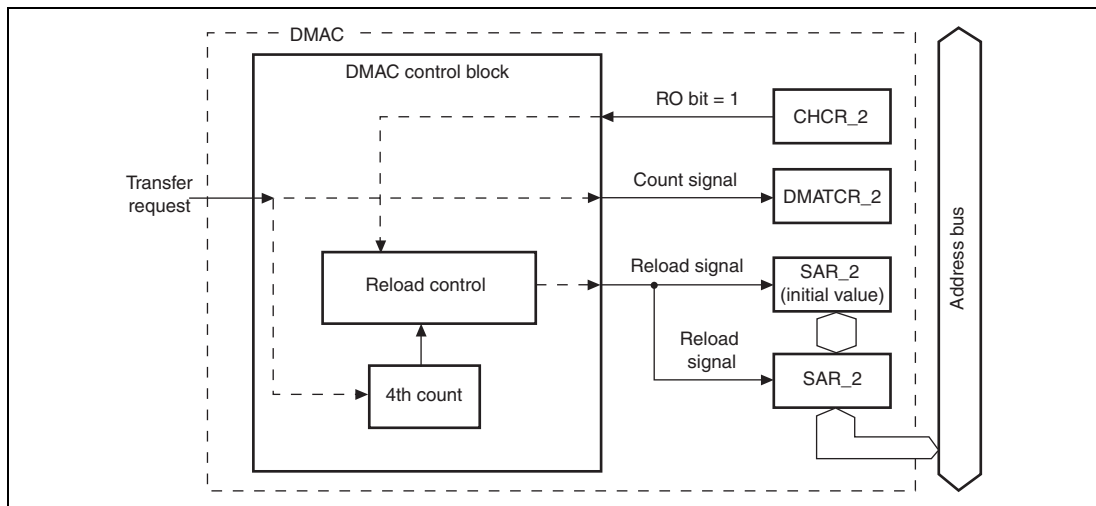 DMAC
DMAC control block
RO bit = 1
CHCR_2
Transfer
request
Count signal
DMATCR_2
Reload control
Reload signal
SAR_2
(initial value)
Reload
signal
4th count
SAR_2
Address bus